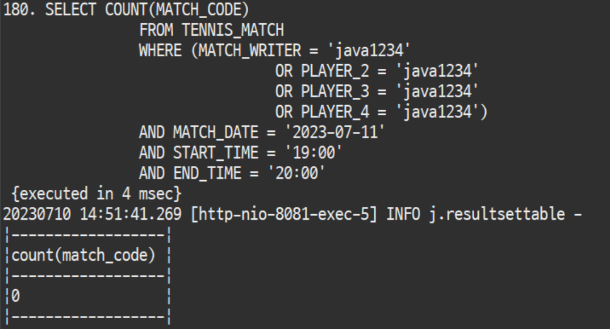 180. SELECT COUNT(MATCH_CODE)
FROM TENNIS_MATCH
WHERE (MATCH_WRITER = 'java1234'
OR PLAYER_2 = 'java1234'
OR PLAYER_3 = 'java1234'
OR PLAYER_4 = 'java1234')
AND MATCH_DATE = '2023-07-11'
AND START_TIME = '19:00'
AND END_TIME = '20:00'
{executed in 4 msec}
20230710 14:51:41.269 [http-nio-8081-exec-5] INFO j.resultsettable -
|------------------|
|count(match_code) |
|------------------|
|0 |
|------------------|